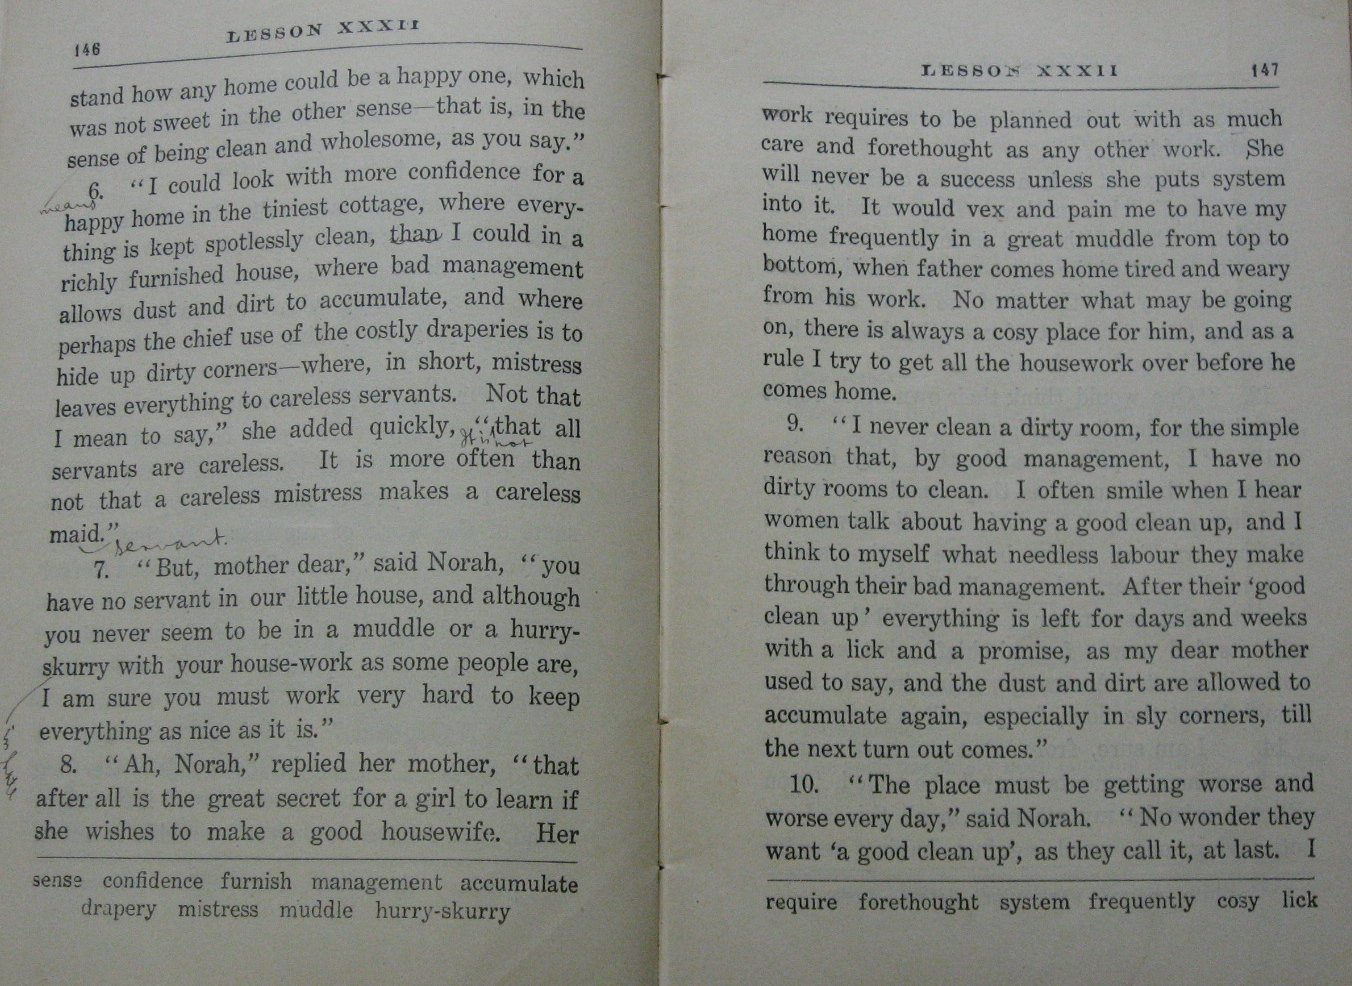 146
LESSON XXXII
stand how any home could be a happy one, which
was not sweet in the other sense—that is, in the
sense of being clean and wholesome, as you say.”
6. “I could look with more confidence for a
means
happy home in the tiniest cottage, where every-
thing is kept spotlessly clean, than I could in a
richly furnished house, where bad management
allows dust and dirt to accumulate, and where
perhaps the chief use of the costly draperies is to
hide up dirty corners—where, in short, mistress
leaves everything to careless servants. Not that
I mean to say,” she added quickly, “that all
It is not
servants are careless. It is more often than
not that a careless mistress makes a careless
maid.”
servant.
7. “But, mother dear,” said Norah, “you
have no servant in our little house, and although
you never seem to be in a muddle or a hurry-
skurry with your house-work as some people are,
I am sure you must work very hard to keep
everything as nice as it is.”
8. “Ah, Norah,” replied her mother, “that
after all is the great secret for a girl to learn if
she wishes to make a good housewife. Her
sense confidence furnish management accumulate
drapery mistress muddle hurry-skurry
LESSON XXXII
147
work requires to be planned out with as much
care and forethought as any other work. She
will never be a success unless she puts system
into it. It would vex and pain me to have my
home frequently in a great muddle from top to
bottom, when father comes home tired and weary
from his work. No matter what may be going
on, there is always a cosy place for him, and as a
rule I try to get all the housework over before he
comes home.
9. “I never clean a dirty room, for the simple
reason that, by good management, I have no
dirty rooms to clean. I often smile when I hear
women talk about having a good clean up, and I
think to myself what needless labour they make
through their bad management. After their ‘good
clean up’ everything is left for days and weeks
with a lick and a promise, as my dear mother
used to say, and the dust and dirt are allowed to
accumulate again, especially in sly corners, till
the next turn out comes.”
10. “The place must be getting worse and
worse every day,” said Norah. “No wonder they
want ‘a good clean up’, as they call it, at last. I
require forethought system frequently cosy lick